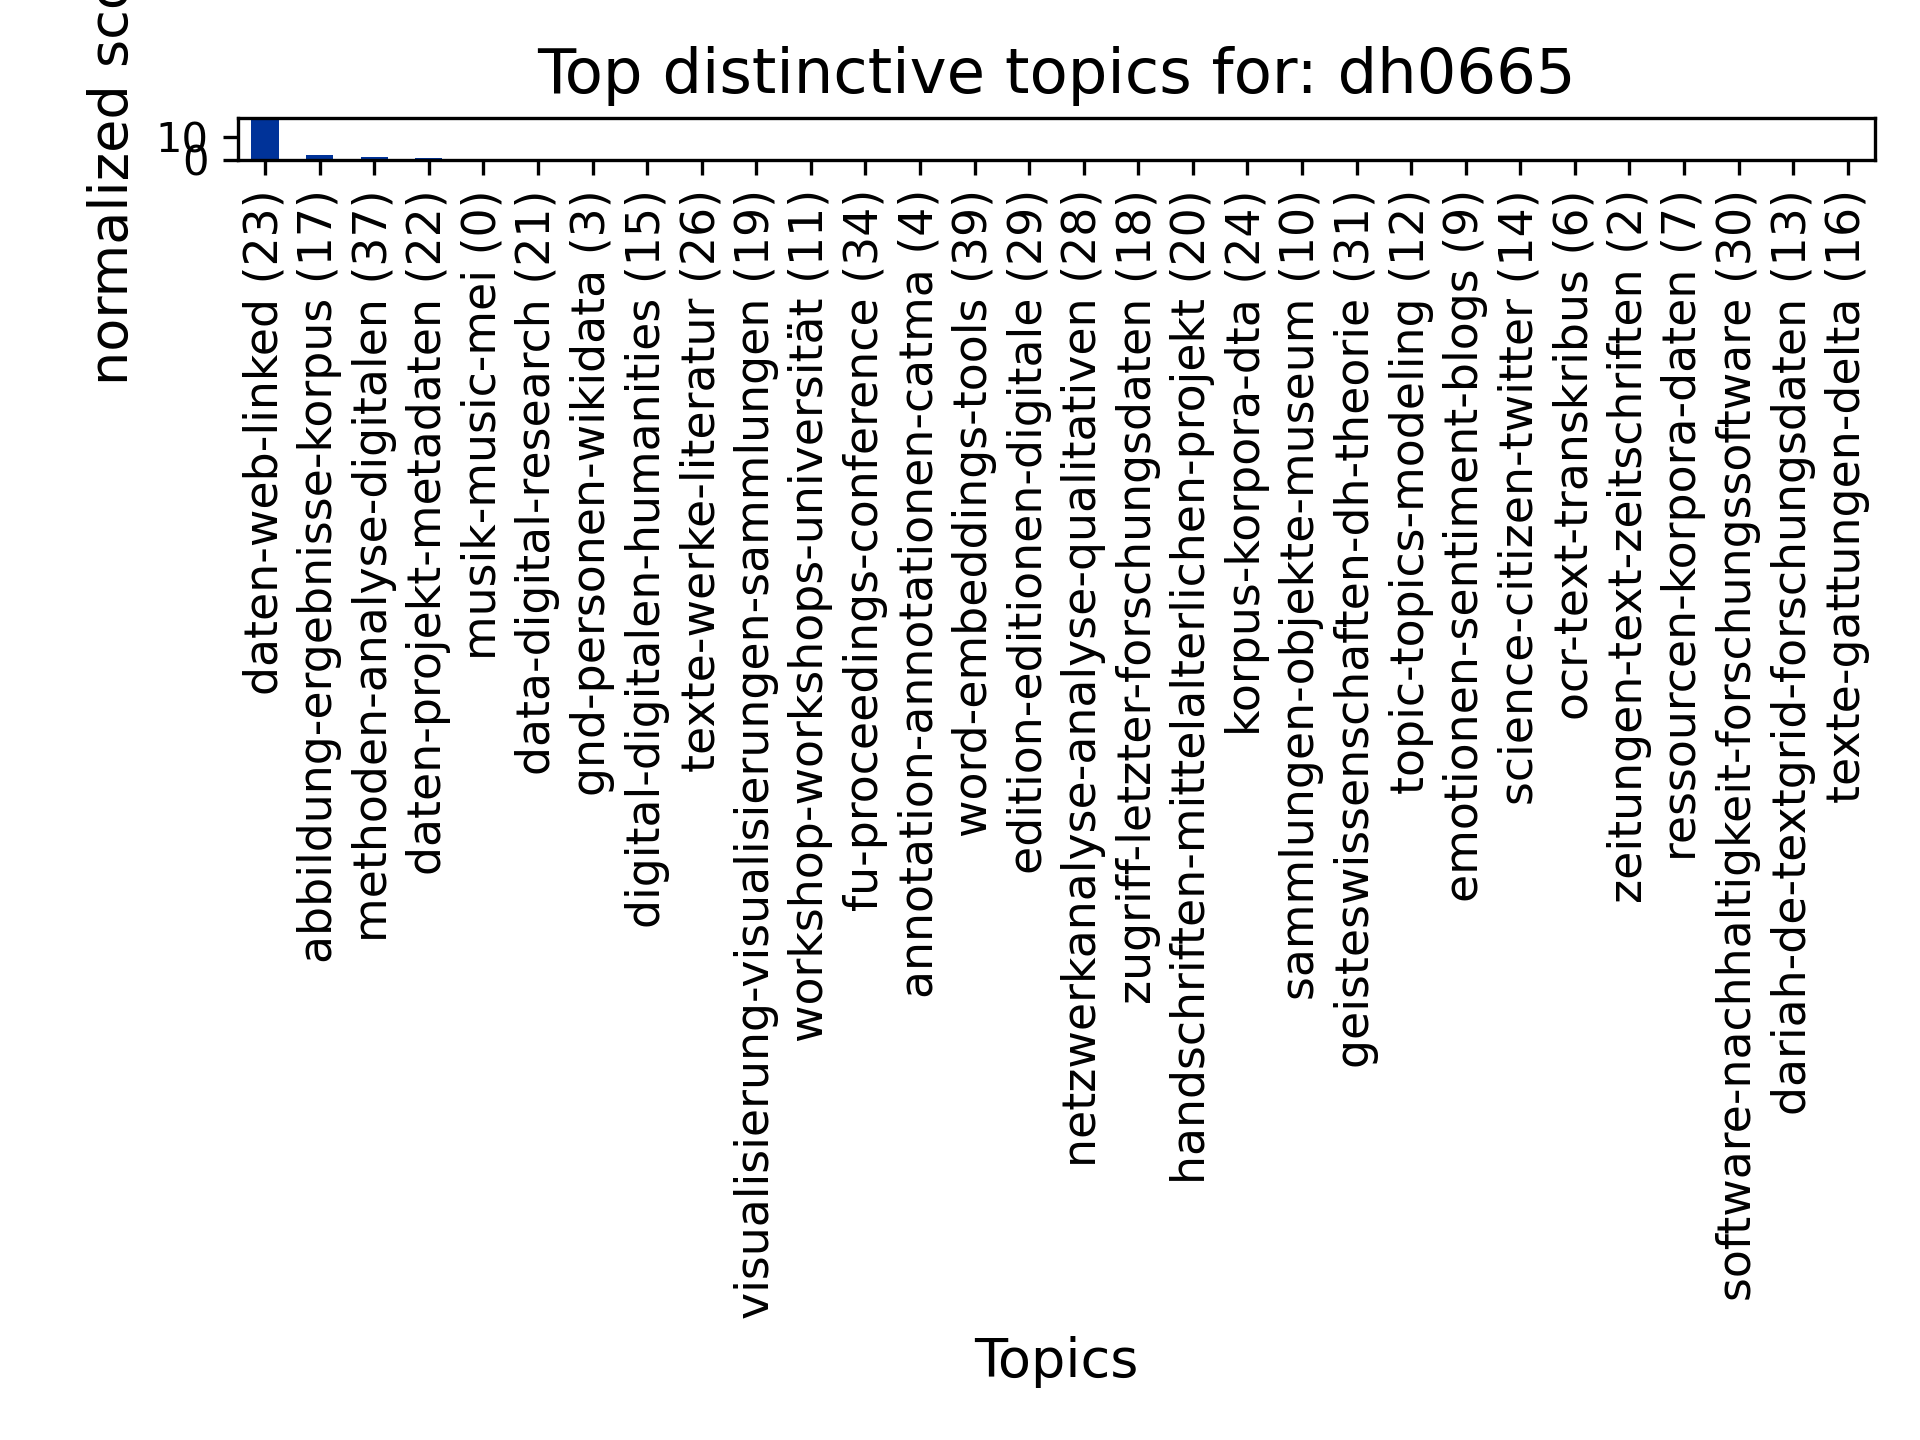 Top distinctive topics for: dh0665
normalized
10
0
daten-web-linked (23)
abbildung-ergebnisse-korpus (17)
methoden-analyse-digitalen (37)
daten-projekt-metadaten (22)
musik-music-mei (0)
data-digital-research (21)
gnd-personen-wikidata (3)
digital-digitalen-humanities (15)
texte-werke-literatur (26)
visualisierung-visualisierungen-sammlungen (19)
workshop-workshops-universität (11)
fu-proceedings-conference (34)
annotation-annotationen-catma (4)
word-embeddings-tools (39)
edition-editionen-digitale (29)
netzwerkanalyse-analyse-qualitativen (28)
zugriff-letzter-forschungsdaten (18)
handschriften-mittelalterlichen-projekt (20)
korpus-korpora-dta (24)
sammlungen-objekte-museum (10)
geisteswissenschaften-dh-theorie (31)
topic-topics-modeling (12)
emotionen-sentiment-blogs (9)
science-citizen-twitter (14)
ocr-text-transkribus (6)
zeitungen-text-zeitschriften (2)
ressourcen-korpora-daten (7)
software-nachhaltigkeit-forschungssoftware (30)
dariah-de-textgrid-forschungsdaten (13)
texte-gattungen-delta (16)
Topics